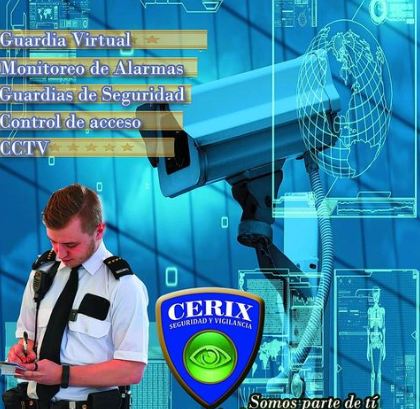 Guardia Virtual
Monitoreo de Alarmas
Guardias de Seguridad
Control de acceso
CCTV
CERIX
SEGURIDAD Y VIGILANCIA
Somos parte de tí